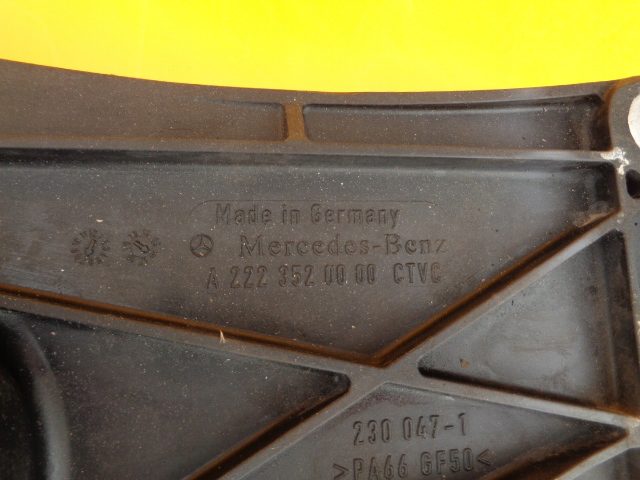 Made in Germany
Mercedes-Benz
A 222 352 00 00 CTVC
230 047-1
>PA66 GF50<